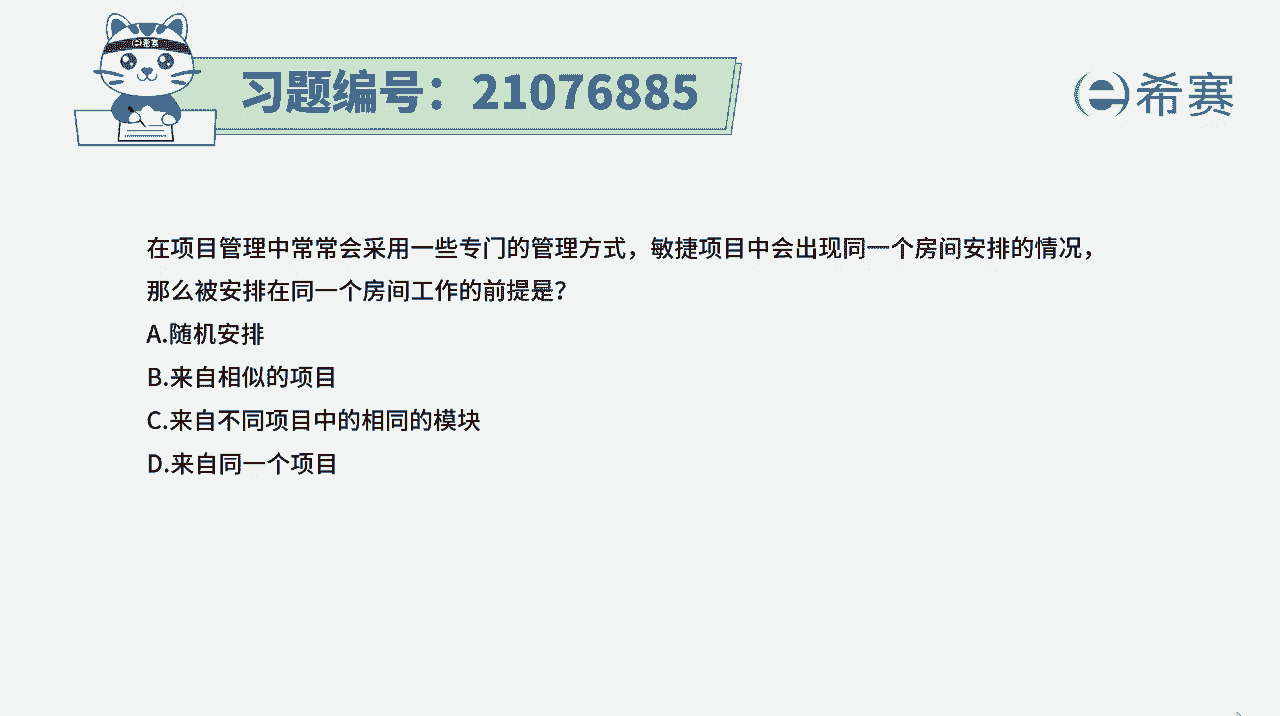 希赛
习题编号：21076885
希赛
在项目管理中常常会采用一些专门的管理方式，敏捷项目中会出现同一个房间安排的情况，
那么被安排在同一个房间工作的前提是？
A.随机安排
B.来自相似的项目
C.来自不同项目中的相同的模块
D.来自同一个项目